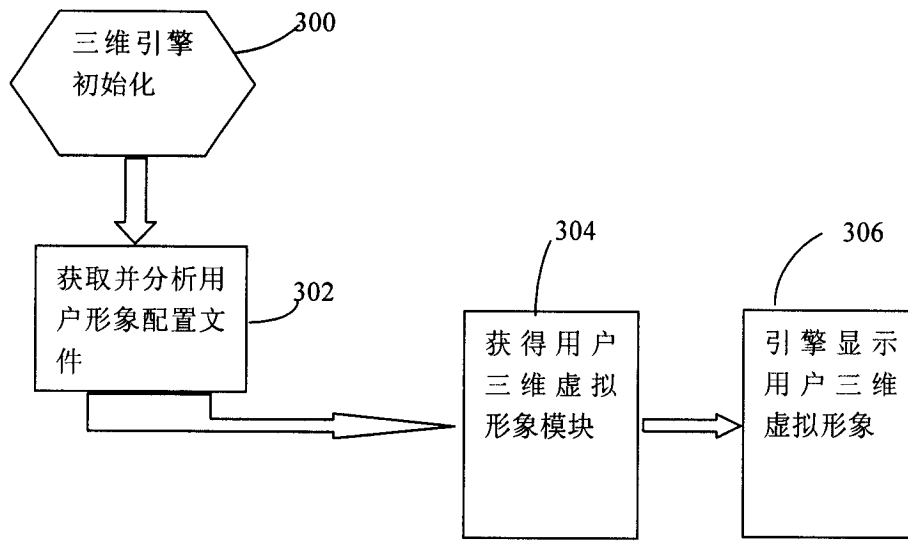 三维引擎
初始化
300
获取并分析用
户形象配置文
件
302
304
获得用户
三维虚拟
形象模块
306
引擎显示
用户三维
虚拟形象